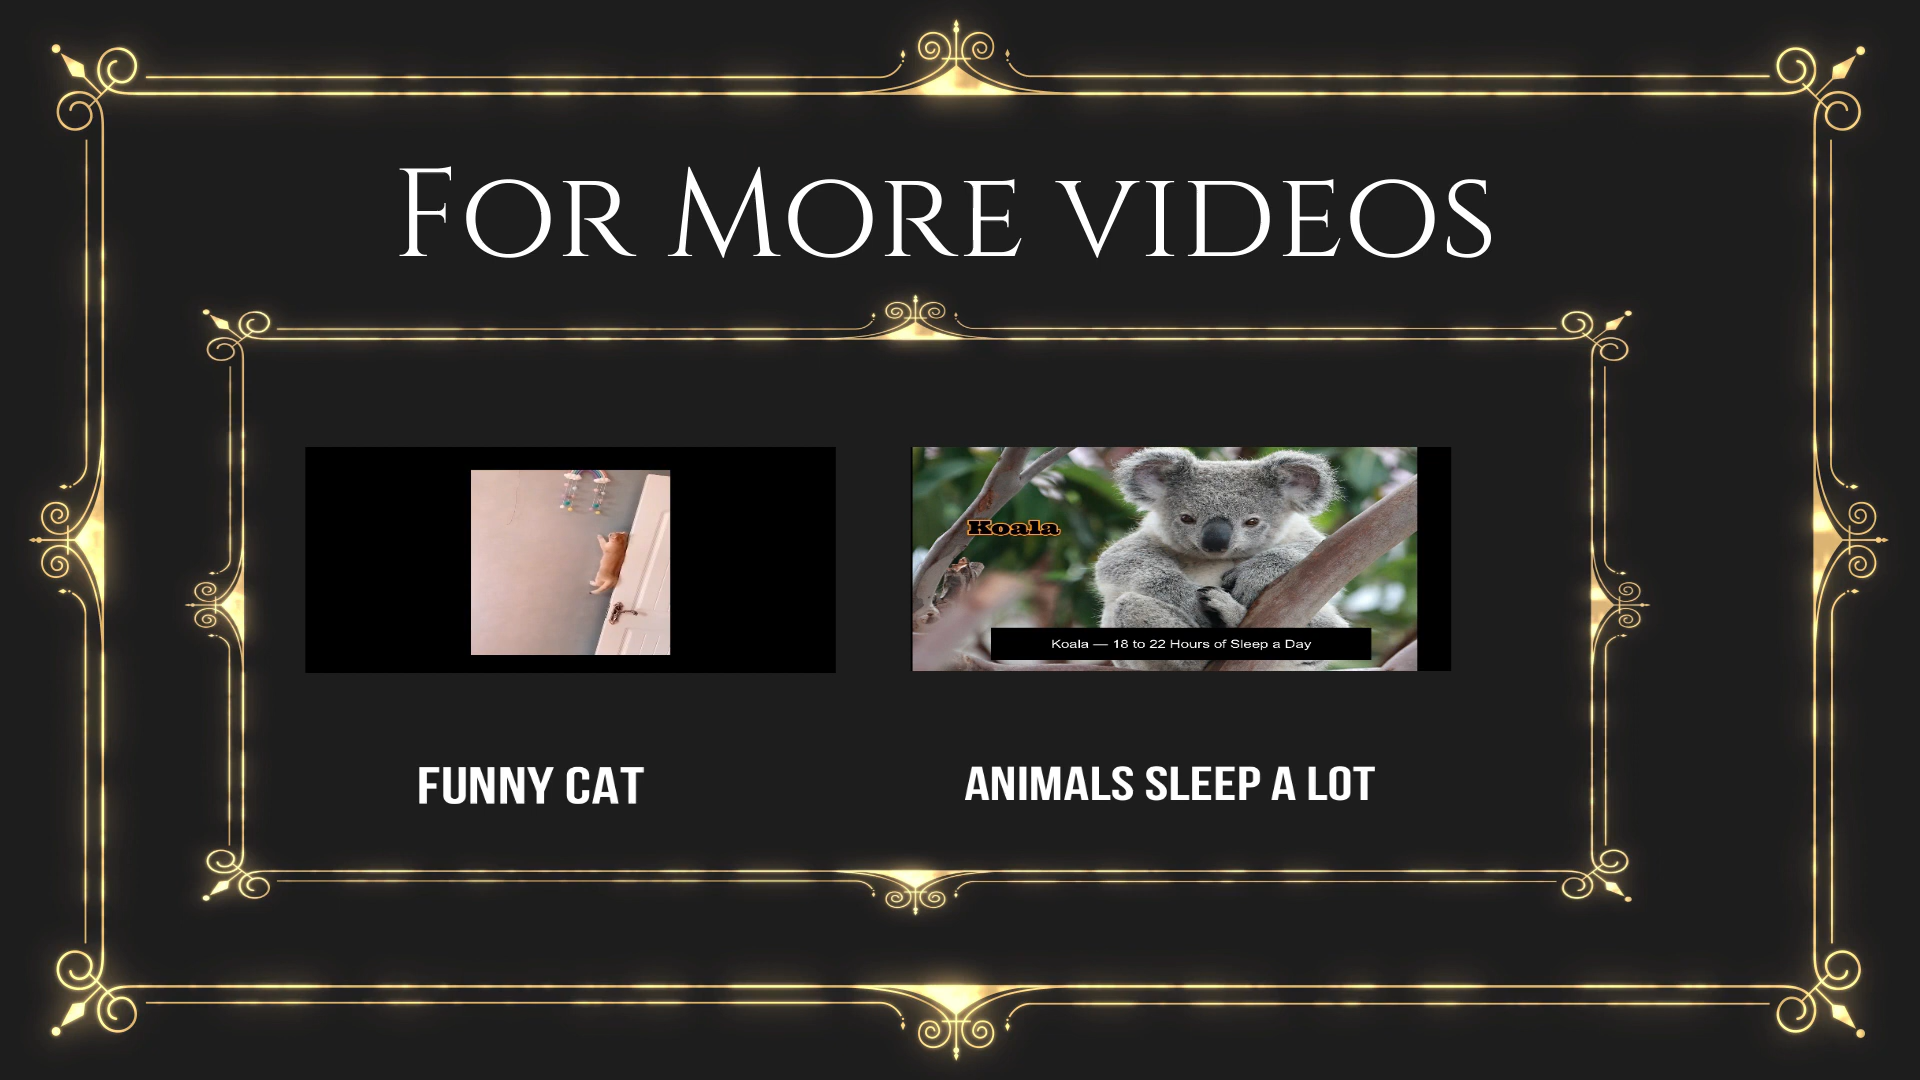 For More videos
Koala
Koala — 18 to 22 Hours of Sleep a Day
FUNNY CAT
ANIMALS SLEEP A LOT